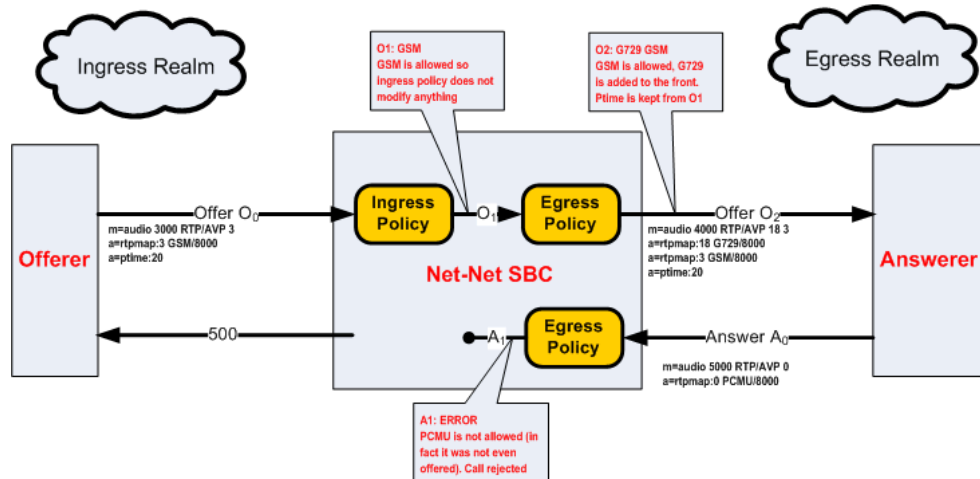 Ingress Realm
Egress Realm
O1: GSM
GSM is allowed so
ingress policy does not
modify anything
O2: G729 GSM
GSM is allowed, G729
is added to the front.
Ptime is kept from O1
Offerer
Offer O0
m=audio 3000 RTP/AVP 3
a=rtpmap:3 GSM/8000
a=ptime:20
Ingress
Policy
O1
Egress
Policy
Offer O2
m=audio 4000 RTP/AVP 18 3
a=rtpmap:18 G729/8000
a=rtpmap:3 GSM/8000
a=ptime:20
Answerer
Net-Net SBC
500
A1
Egress
Policy
Answer A0
m=audio 5000 RTP/AVP 0
a=rtpmap:0 PCMU/8000
A1: ERROR
PCMU is not allowed (in
fact it was not even
offered). Call rejected